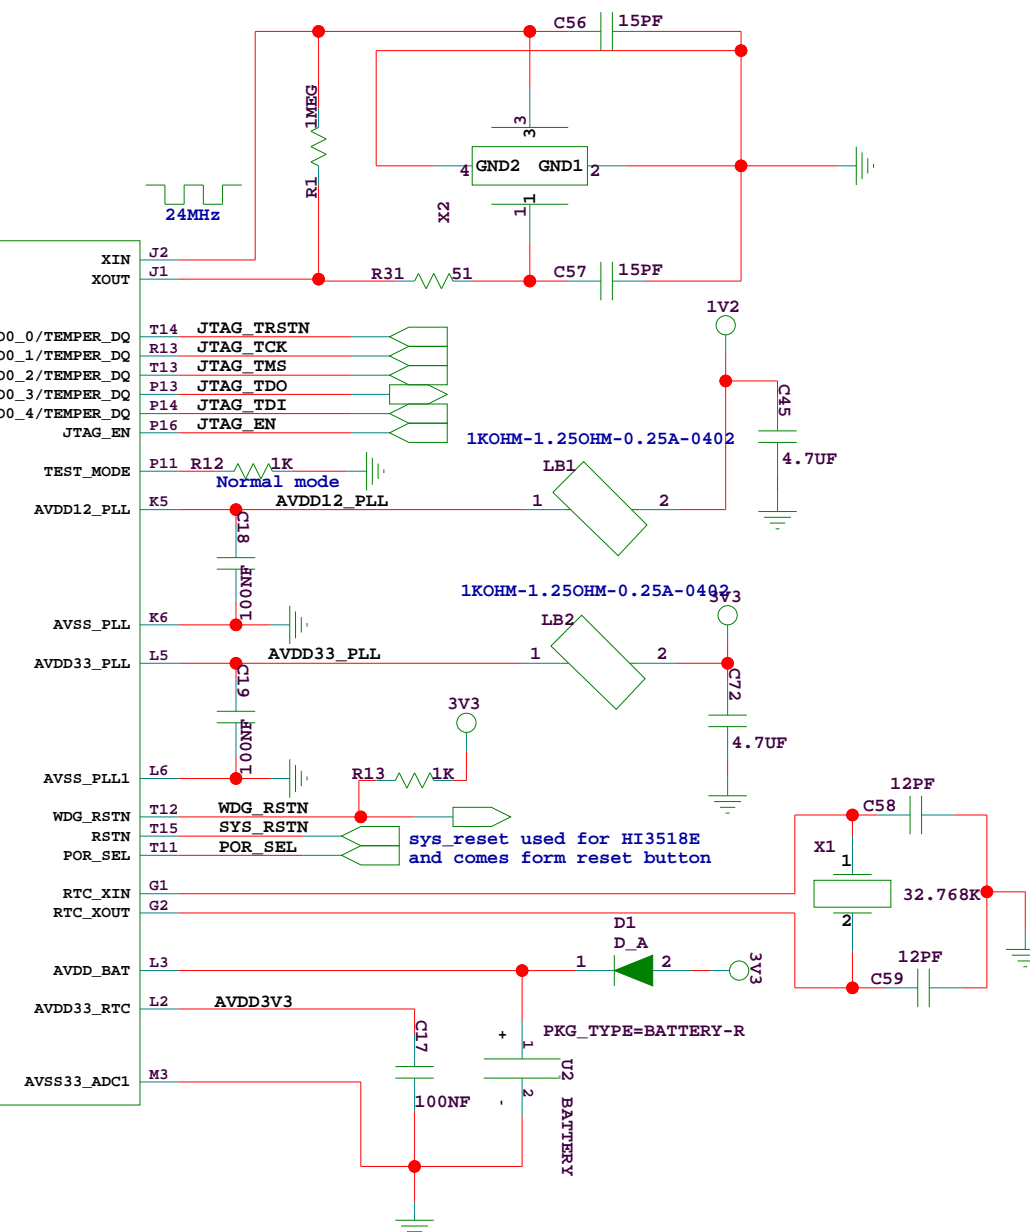 C56 15PF
1MEG
R1
3
3
4 GND2 GND1 2
X2
1
1
24MHz
XIN J2
XOUT J1
R31 51 C57 15PF
1V2
D0_0/TEMPER_DQ T14 JTAG_TRSTN
D0_1/TEMPER_DQ R13 JTAG_TCK
D0_2/TEMPER_DQ T13 JTAG_TMS
D0_3/TEMPER_DQ P13 JTAG_TDO
D0_4/TEMPER_DQ P14 JTAG_TDI
JTAG_EN P16 JTAG_EN
C45
4.7UF
1KOHM-1.25OHM-0.25A-0402
LB1
TEST_MODE P11 R12 1K
Normal mode
AVDD12_PLL K5 AVDD12_PLL 1 2
C18
100NF
1KOHM-1.25OHM-0.25A-0402
3V3
AVSS_PLL K6
LB2
AVDD33_PLL L5 AVDD33_PLL 1 2
C19
100NF
C72
4.7UF
3V3
AVSS_PLL1 L6
R13 1K
WDG_RSTN T12 WDG_RSTN
RSTN T15 SYS_RSTN
POR_SEL T11 POR_SEL
sys_reset used for HI3518E
and comes form reset button
12PF
C58
X1
1
RTC_XIN G1
RTC_XOUT G2
32.768K
2
12PF
C59
D1
D_A
AVDD_BAT L3 1 2 3V3
AVDD33_RTC L2 AVDD3V3
C17
100NF
+
1
PKG_TYPE=BATTERY-R
U2 BATTERY
2
-
AVSS33_ADC1 M3